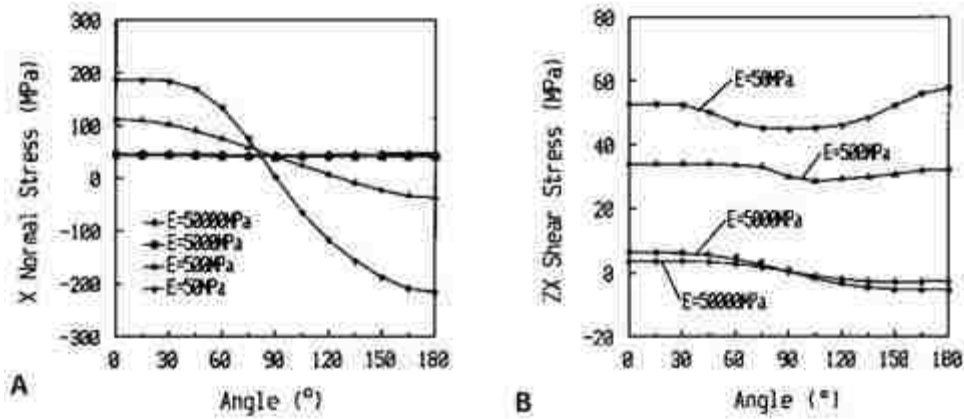 300
200
100
0
-100
-200
-300
X Normal Stress (MPa)
E=50000MPa
E=5000MPa
E=500MPa
E=50MPa
0 30 60 90 120 150 180
Angle (°)
A
80
60
40
20
0
-20
ZX Shear Stress (MPa)
E=50MPa
E=500MPa
E=5000MPa
E=50000MPa
0 30 60 90 120 150 180
Angle (°)
B